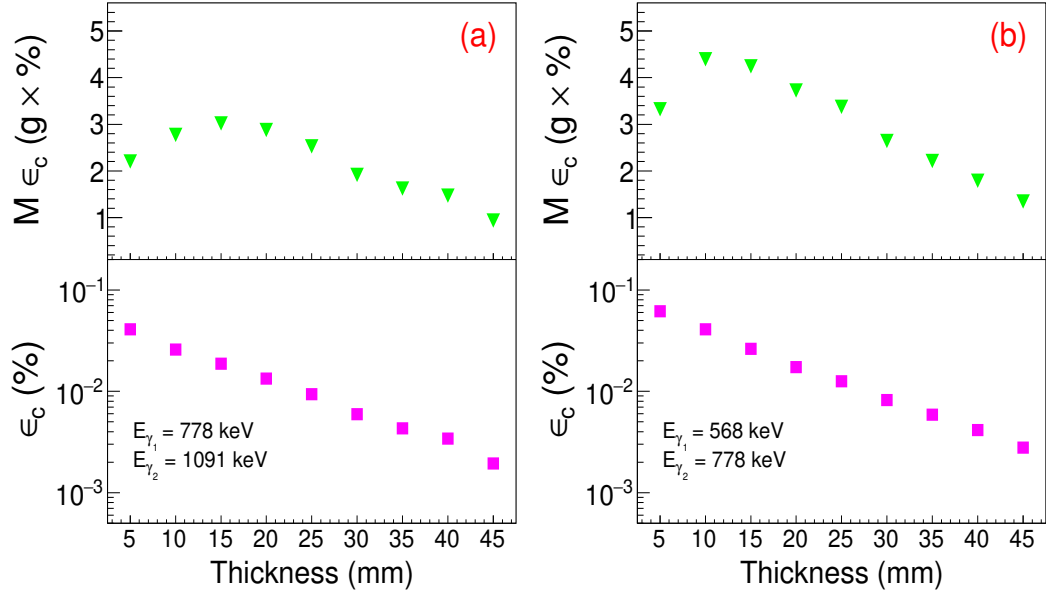 (a)
M ϵ_c (g × %)
5
4
3
2
1
ϵ_c (%)
10⁻¹
10⁻²
10⁻³
E_γ₁ = 778 keV
E_γ₂ = 1091 keV
5 10 15 20 25 30 35 40 45
Thickness (mm)
(b)
M ϵ_c (g × %)
5
4
3
2
1
ϵ_c (%)
10⁻¹
10⁻²
10⁻³
E_γ₁ = 568 keV
E_γ₂ = 778 keV
5 10 15 20 25 30 35 40 45
Thickness (mm)